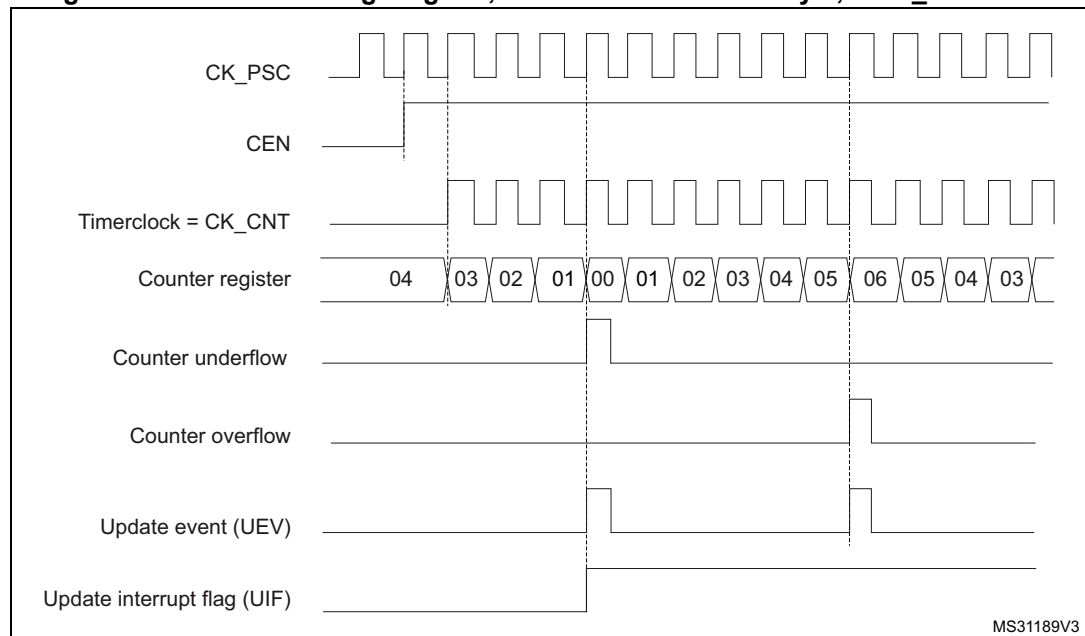 CK_PSC
CEN
Timerclock = CK_CNT
Counter register 04 03 02 01 00 01 02 03 04 05 06 05 04 03
Counter underflow
Counter overflow
Update event (UEV)
Update interrupt flag (UIF)
MS31189V3